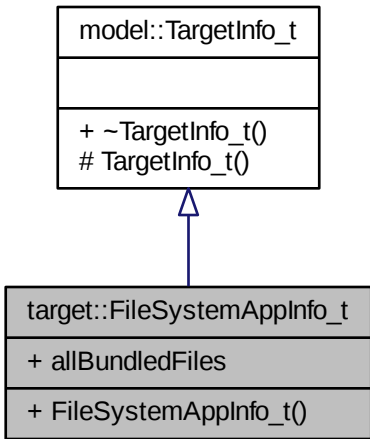 model::TargetInfo_t
+ ~TargetInfo_t()
# TargetInfo_t()
target::FileSystemAppInfo_t
+ allBundledFiles
+ FileSystemAppInfo_t()